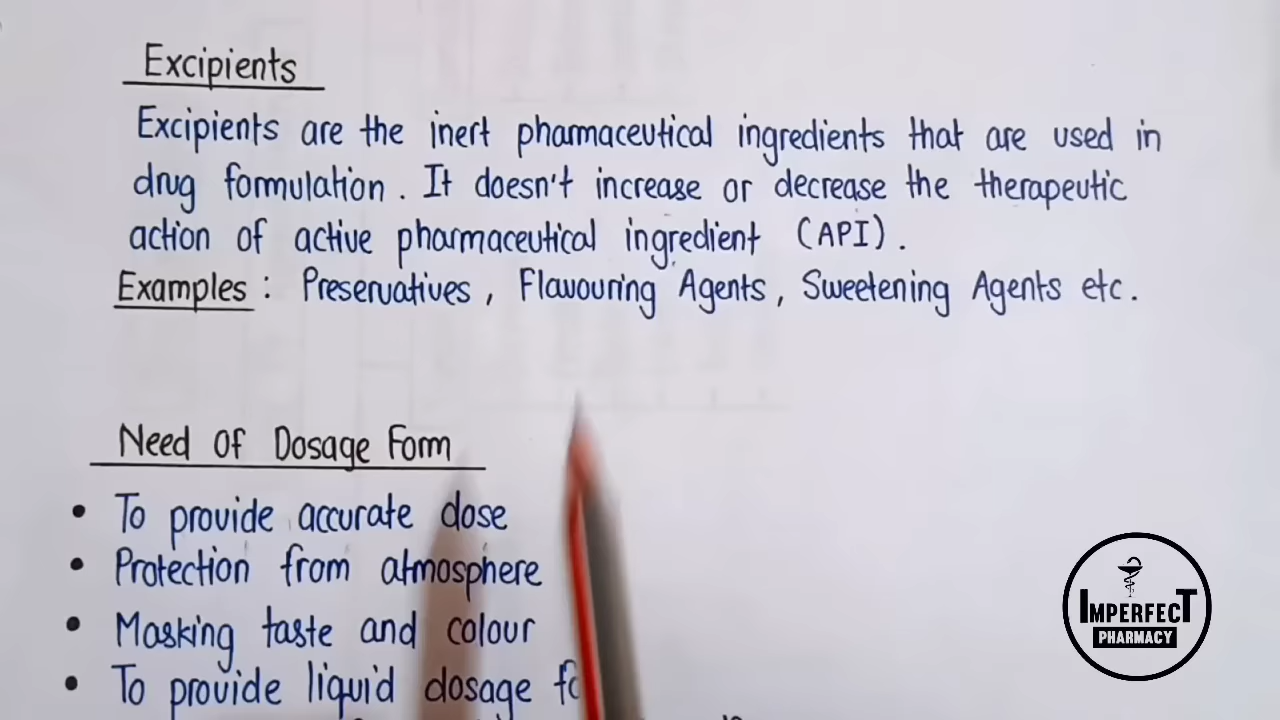 Excipients
Excipients are the inert pharmaceutical ingredients that are used in
drug formulation. It doesn't increase or decrease the therapeutic
action of active pharmaceutical ingredient (API).
Examples : Preservatives, Flavouring Agents, Sweetening Agents etc.
Need Of Dosage Form
• To provide accurate dose
• Protection from atmosphere
• Masking taste and colour
• To provide liquid dosage
IMPERFECT
PHARMACY